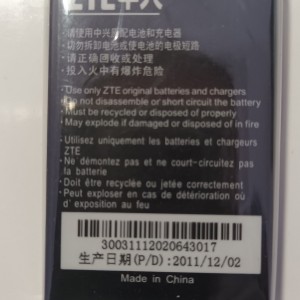 ZTE中兴
·请使用中兴原配电池和充电器
·切勿拆卸电池或使电池的电极短路
·请正确回收或处理
·投入火中有爆炸危险
·Use only ZTE original batteries and chargers
·Do not disassemble or short circuit the battery
·Must be recycled or disposed of properly
·May explode if damaged or disposed of in fire
·Utilisez uniquement les batteries et chargeurs
ZTE
·Ne démontez pas et ne court-circuitez pas
la batterie
·Doit être recyclée ou jetée correctement
·Peut exploser en cas de détérioration ou
d' exposition au feu
30031112020643017
生产日期(P/D):2011/12/02
Made in China